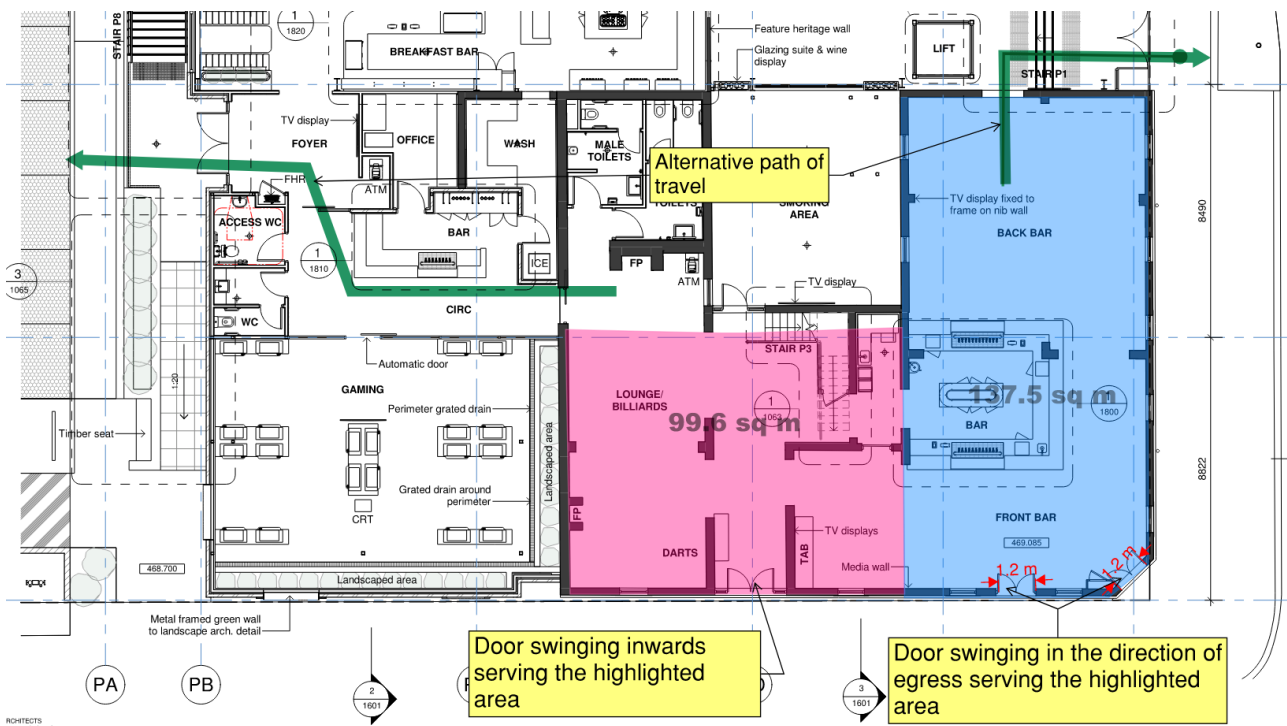 STAIR P8
1
1820
BREAKFAST BAR
Feature heritage wall
Glazing suite & wine
display
LIFT
STAIR P1
TV display
FOYER
OFFICE
WASH
MALE
TOILETS
Alternative path of
travel
TOILETS
SMOKING
AREA
FHR
ATM
TV display fixed to
frame on nib wall
8490
ACCESS WC
BAR
BACK BAR
1
1810
ICE
FP
ATM
3
1065
TV display
CIRC
WC
STAIR P3
Automatic door
GAMING
1:20
LOUNGE/
BILLIARDS
1
1063
99.6 sq m
137.5 sq m
1
1800
BAR
Perimeter grated drain
Timber seat
Landscaped area
8822
Grated drain around
perimeter
CRT
FP
FRONT BAR
TV displays
469.085
DARTS
TAB
1.2 m
1.2 m
468.700
Media wall
Landscaped area
Metal framed green wall
to landscape arch. detail
Door swinging inwards
serving the highlighted
area
Door swinging in the direction of
egress serving the highlighted
area
PA
PB
2
1601
3
1601
RCHITECTS